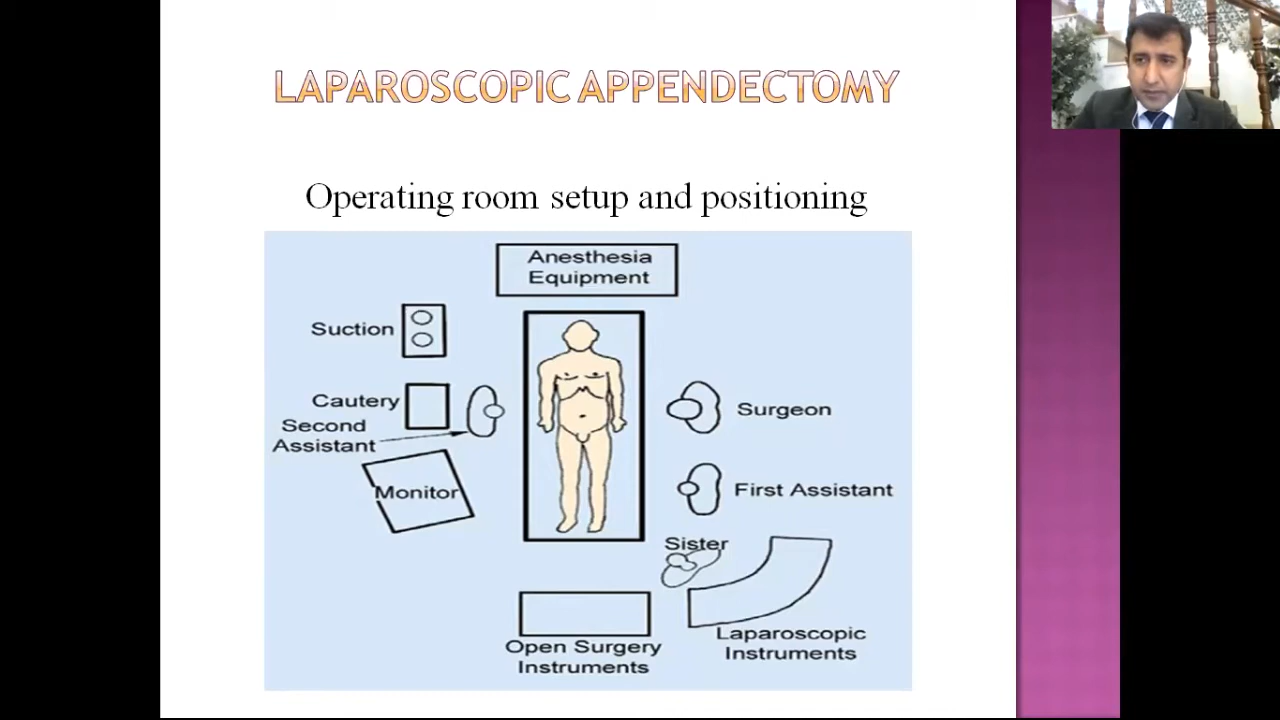 LAPAROSCOPIC APPENDECTOMY
Operating room setup and positioning
Anesthesia
Equipment
Suction
Cautery
Second
Assistant
Monitor
Surgeon
First Assistant
Sister
Open Surgery
Instruments
Laparoscopic
Instruments